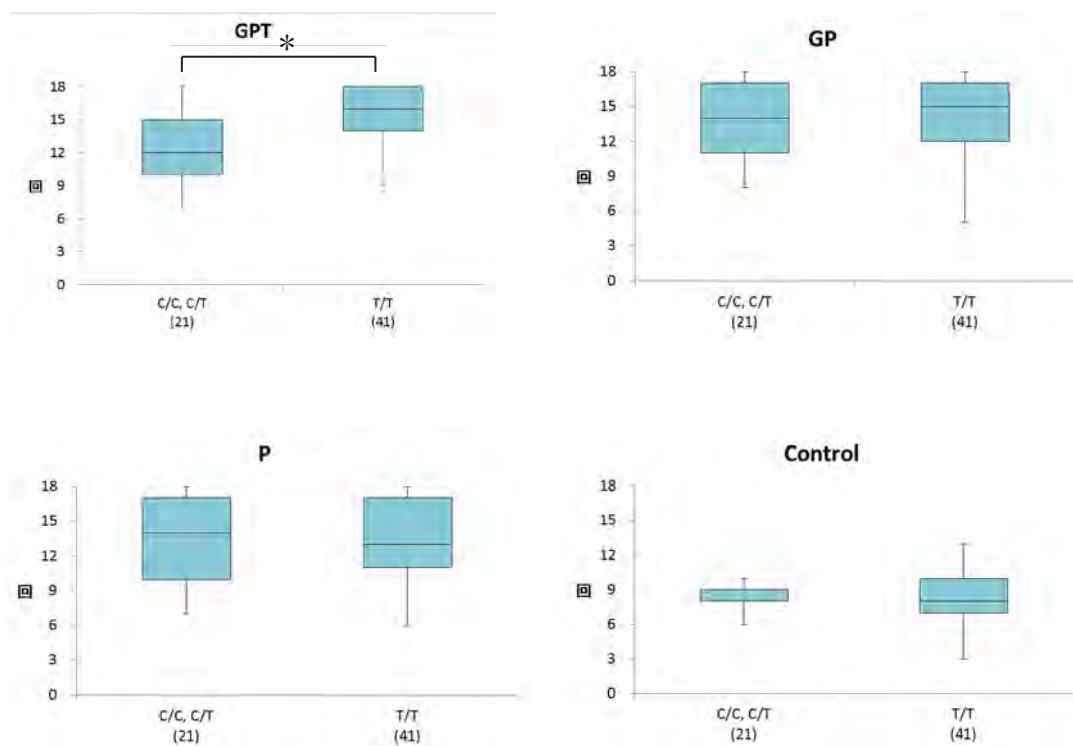 GPT
*
18
15
12
9
6
3
0
回
C/C, C/T
(21)
T/T
(41)
GP
18
15
12
9
6
3
0
回
C/C, C/T
(21)
T/T
(41)
P
18
15
12
9
6
3
0
回
C/C, C/T
(21)
T/T
(41)
Control
18
15
12
9
6
3
0
回
C/C, C/T
(21)
T/T
(41)